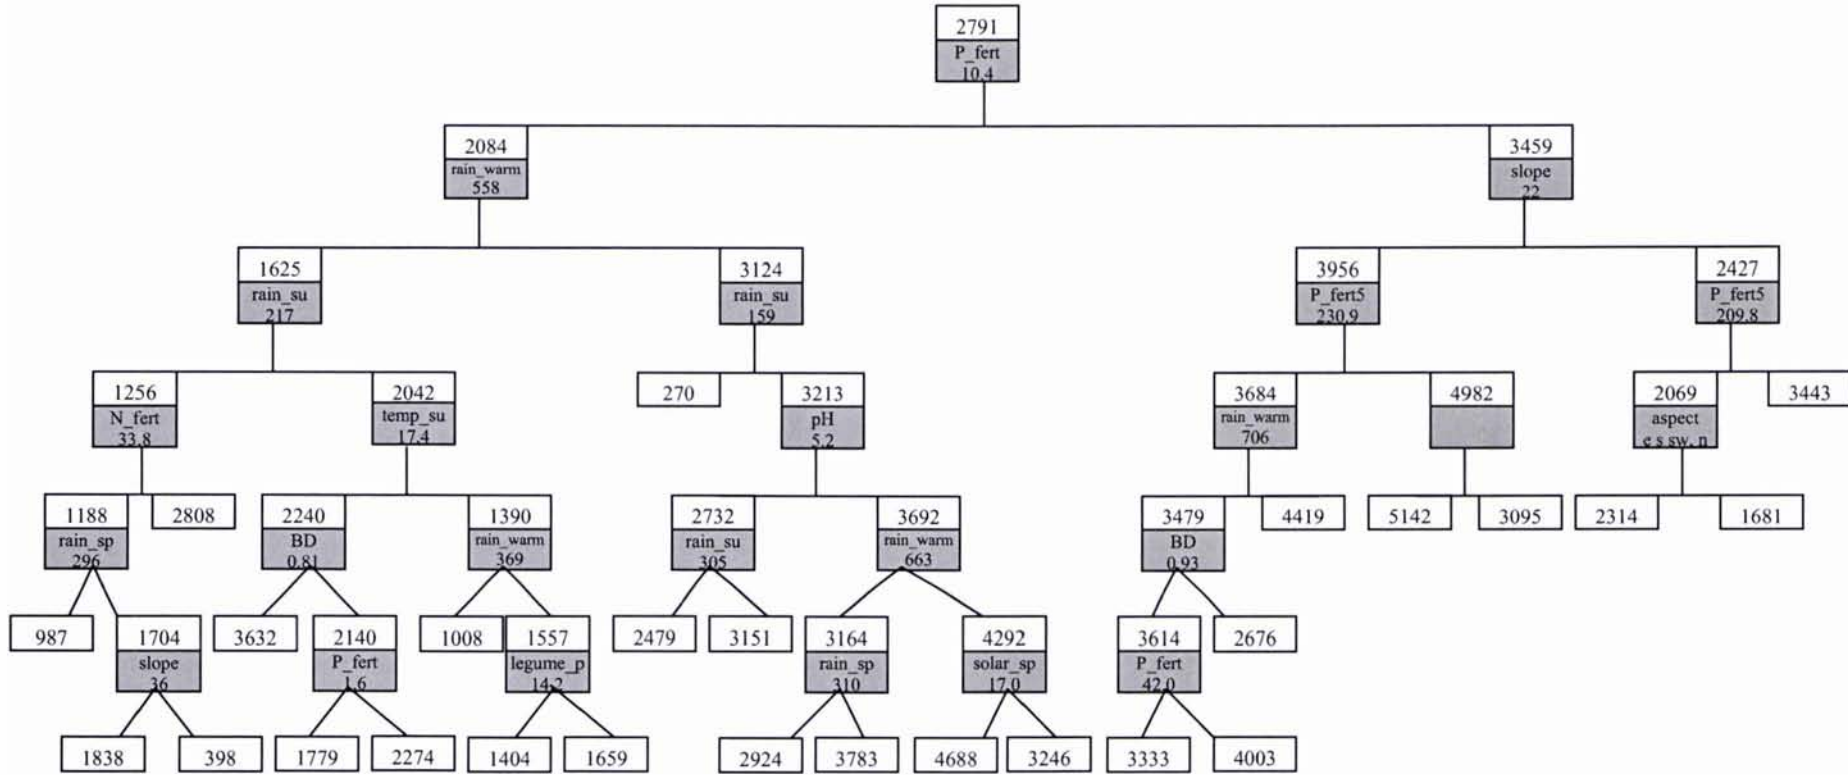 2791
P_fert
10.4
2084
rain_warm
558
3459
slope
22
1625
rain_su
217
3124
rain_su
159
3956
P_fert5
230.9
2427
P_fert5
209.8
1256
N_fert
33.8
2042
temp_su
17.4
270
3213
pH
5.2
3684
rain_warm
706
4982
2069
aspect
e s sw, n
3443
1188
rain_sp
296
2808
2240
BD
0.81
1390
rain_warm
369
2732
rain_su
305
3692
rain_warm
663
3479
BD
0.93
4419
5142
3095
2314
1681
987
1704
slope
36
3632
2140
P_fert
1.6
1008
1557
legume_p
14.2
2479
3151
3164
rain_sp
310
4292
solar_sp
17.0
3614
P_fert
42.0
2676
1838
398
1779
2274
1404
1659
2924
3783
4688
3246
3333
4003